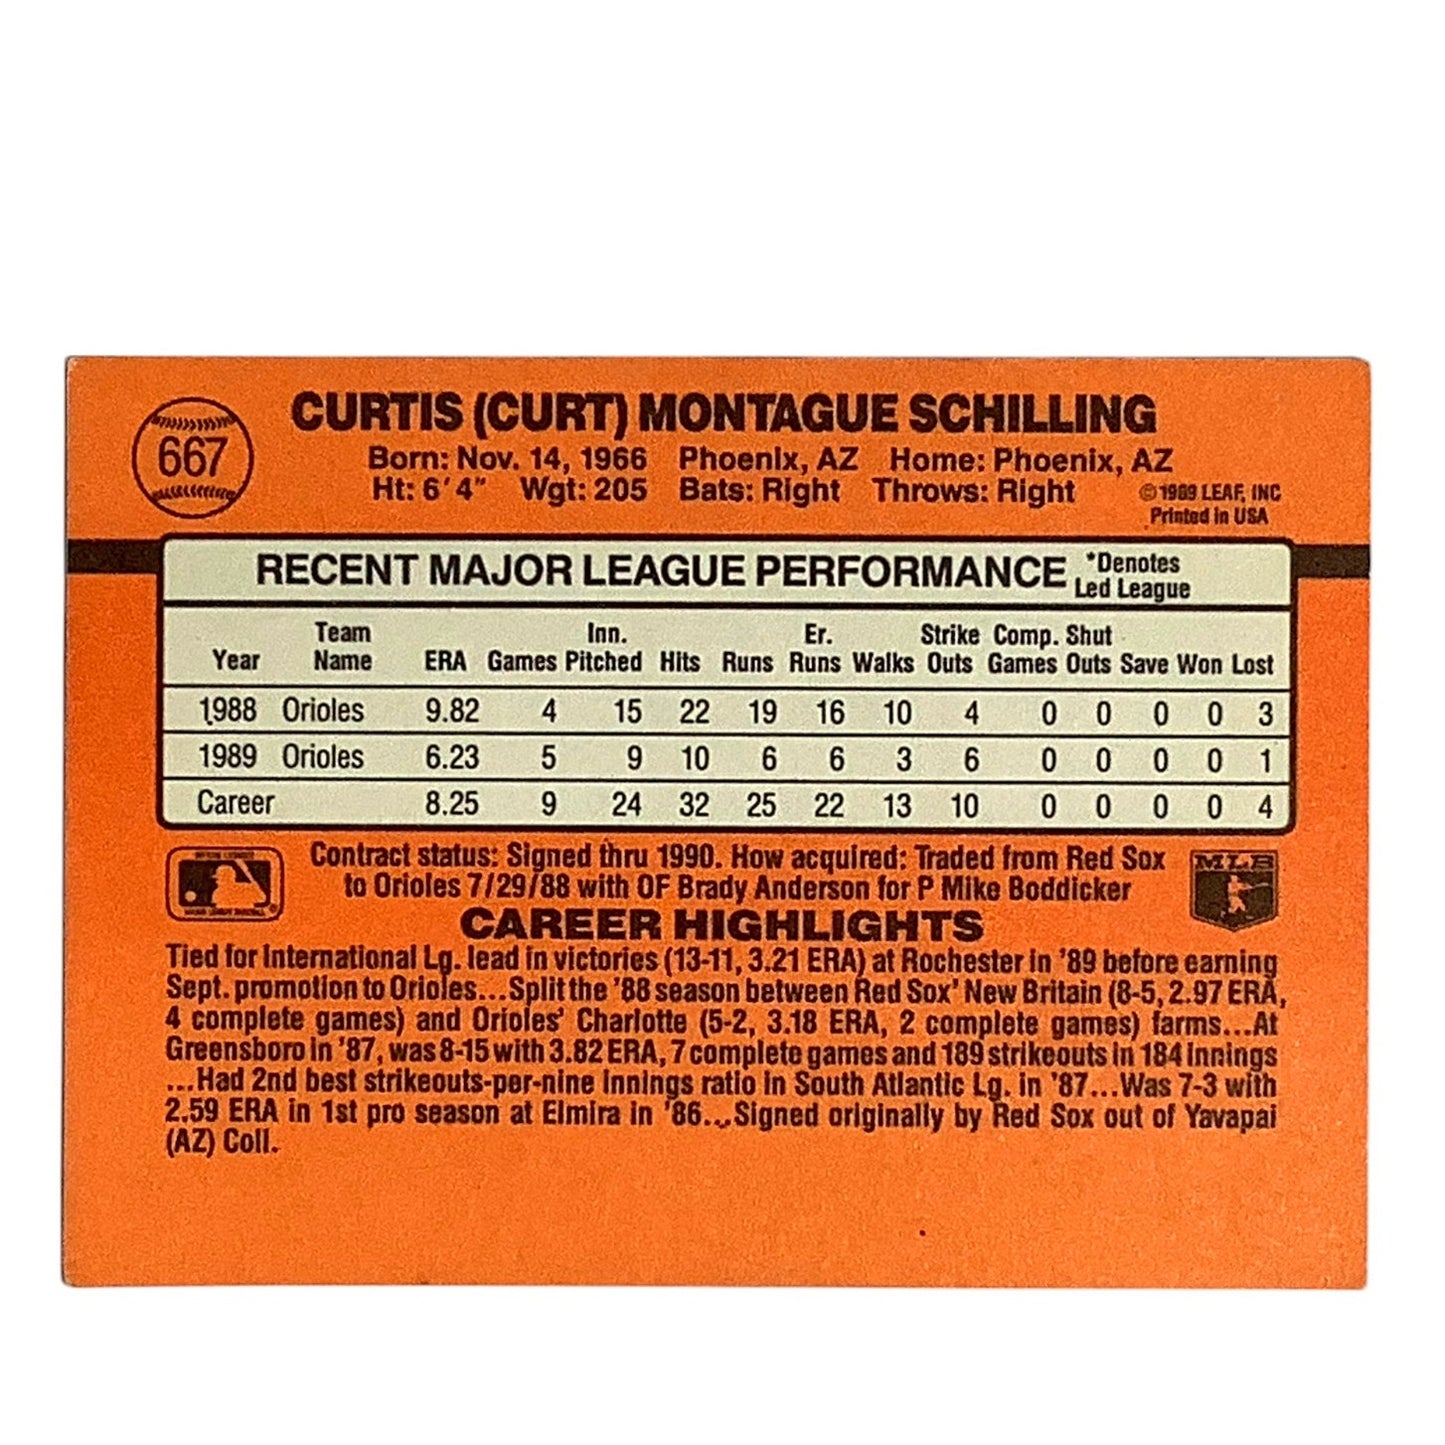 667
CURTIS (CURT) MONTAGUE SCHILLING
Born: Nov. 14, 1966 Phoenix, AZ Home: Phoenix, AZ
Ht: 6'4" Wgt: 205 Bats: Right Throws: Right
© 1989 LEAF, INC
Printed in USA
RECENT MAJOR LEAGUE PERFORMANCE *Denotes Led League
Year Team Name ERA Games Inn. Pitched Hits Runs Er. Runs Walks Strike Outs Comp. Games Shut Outs Save Won Lost
1988 Orioles 9.82 4 15 22 19 16 10 4 0 0 0 0 3
1989 Orioles 6.23 5 9 10 6 6 3 6 0 0 0 0 1
Career 8.25 9 24 32 25 22 13 10 0 0 0 0 4
Contract status: Signed thru 1990. How acquired: Traded from Red Sox
to Orioles 7/29/88 with OF Brady Anderson for P Mike Boddicker
MLB
CAREER HIGHLIGHTS
Tied for International Lg. lead in victories (13-11, 3.21 ERA) at Rochester in '89 before earning
Sept. promotion to Orioles...Split the '88 season between Red Sox' New Britain (8-5, 2.97 ERA,
4 complete games) and Orioles' Charlotte (5-2, 3.18 ERA, 2 complete games) farms...At
Greensboro in '87, was 8-15 with 3.82 ERA, 7 complete games and 189 strikeouts in 184 innings
...Had 2nd best strikeouts-per-nine innings ratio in South Atlantic Lg. in '87...Was 7-3 with
2.59 ERA in 1st pro season at Elmira in '86...Signed originally by Red Sox out of Yavapai
(AZ) Coll.